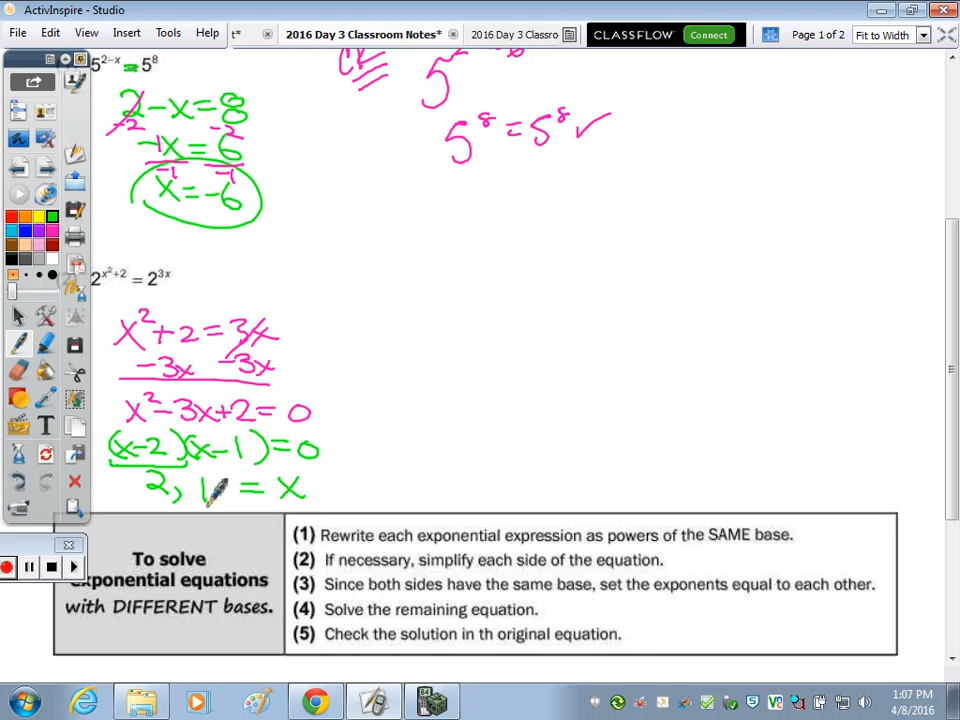 ActivInspire - Studio
File Edit View Insert Tools Help t* 2016 Day 3 Classroom Notes* 2016 Day 3 Classro CLASSFLOW Connect Page 1 of 2 Fit to Width
5^{2-x} = 5^8
2 - x = 8
-2 -2
-1x = 6
-1 -1
x = -6
5
5^8 = 5^8 ✓
2^{x^2+2} = 2^{3x}
x^2 + 2 = 3x
-3x -3x
x^2 - 3x + 2 = 0
(x-2)(x-1) = 0
2, 1 = x
To solve
exponential equations
with DIFFERENT bases.
(1) Rewrite each exponential expression as powers of the SAME base.
(2) If necessary, simplify each side of the equation.
(3) Since both sides have the same base, set the exponents equal to each other.
(4) Solve the remaining equation.
(5) Check the solution in th original equation.
1:07 PM
4/8/2016